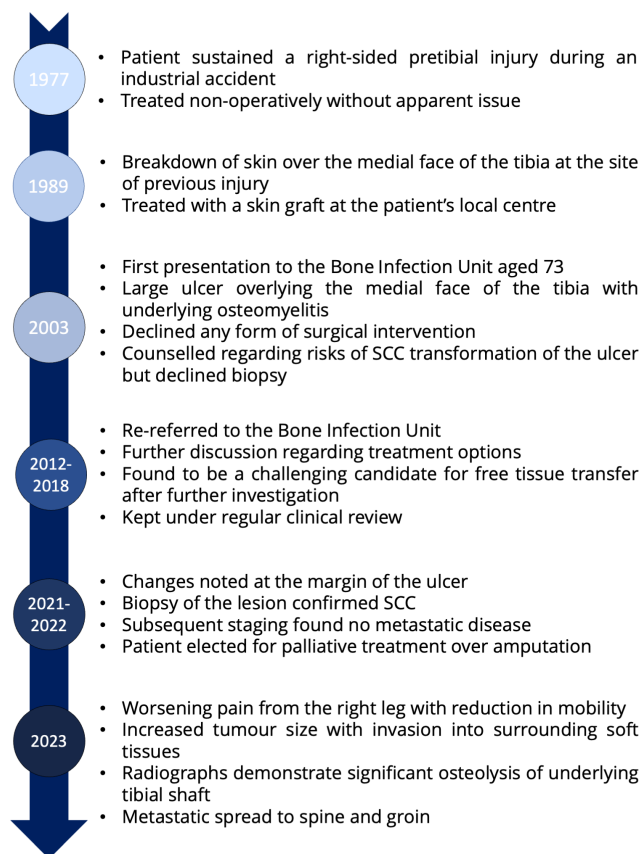 1977
• Patient sustained a right-sided pretibial injury during an
industrial accident
• Treated non-operatively without apparent issue
1989
• Breakdown of skin over the medial face of the tibia at the site
of previous injury
• Treated with a skin graft at the patient’s local centre
2003
• First presentation to the Bone Infection Unit aged 73
• Large ulcer overlying the medial face of the tibia with
underlying osteomyelitis
• Declined any form of surgical intervention
• Counselled regarding risks of SCC transformation of the ulcer
but declined biopsy
2012-
2018
• Re-referred to the Bone Infection Unit
• Further discussion regarding treatment options
• Found to be a challenging candidate for free tissue transfer
after further investigation
• Kept under regular clinical review
2021-
2022
• Changes noted at the margin of the ulcer
• Biopsy of the lesion confirmed SCC
• Subsequent staging found no metastatic disease
• Patient elected for palliative treatment over amputation
2023
• Worsening pain from the right leg with reduction in mobility
• Increased tumour size with invasion into surrounding soft
tissues
• Radiographs demonstrate significant osteolysis of underlying
tibial shaft
• Metastatic spread to spine and groin